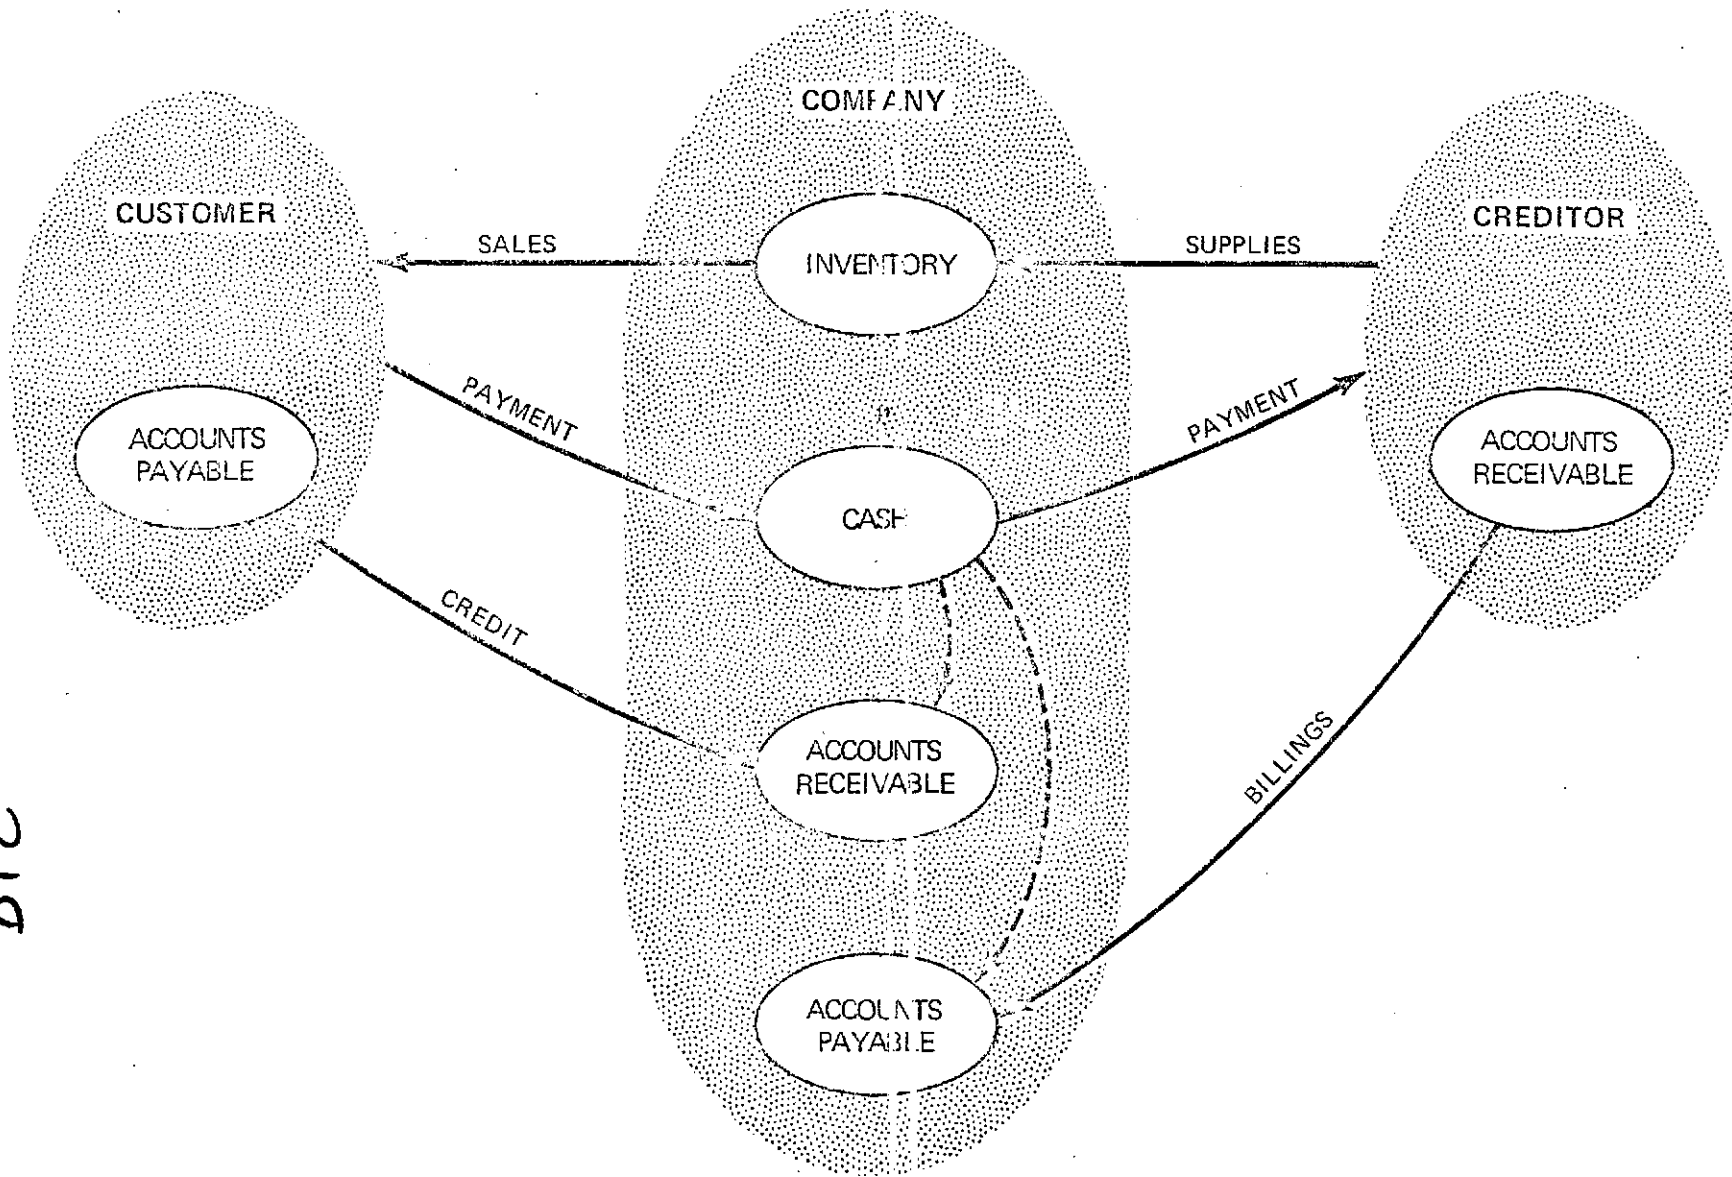 COMPANY
CUSTOMER
CREDITOR
SALES
SUPPLIES
INVENTORY
PAYMENT
PAYMENT
ACCOUNTS
PAYABLE
ACCOUNTS
RECEIVABLE
CASH
CREDIT
ACCOUNTS
RECEIVABLE
BILLINGS
ACCOUNTS
PAYABLE